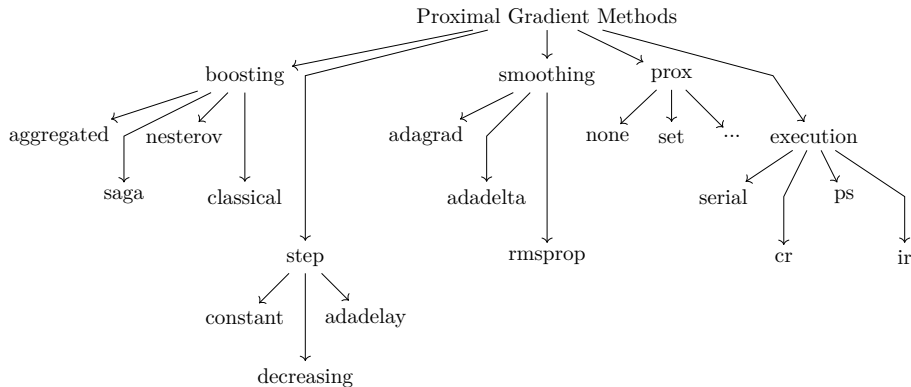 Proximal Gradient Methods
boosting
smoothing
prox
aggregated
nesterov
adagrad
none
set
...
execution
saga
classical
adadelta
serial
ps
step
rmsprop
cr
ir
constant
adadelay
decreasing